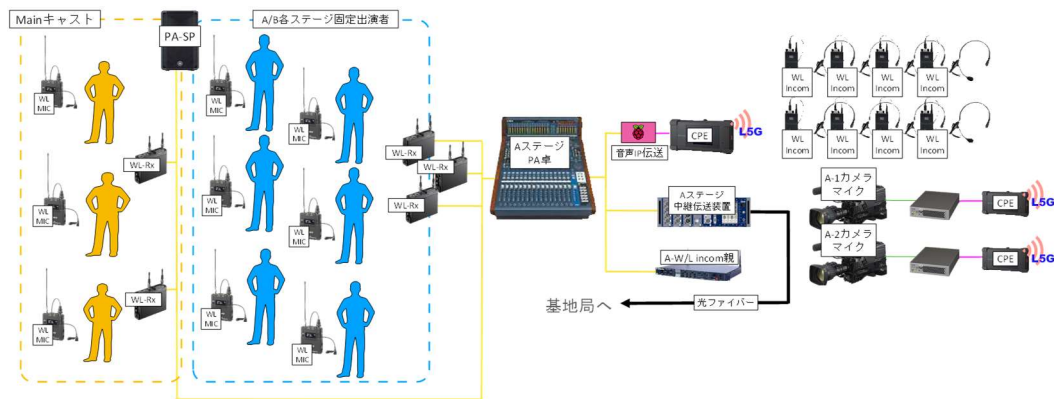 Mainキャスト
PA-SP
A/B各ステージ固定出演者
WL
MIC
WL
MIC
WL
MIC
WL-Rx
WL-Rx
WL
MIC
WL
MIC
WL
MIC
WL
MIC
WL
MIC
WL
MIC
WL-Rx
WL-Rx
WL-Rx
Aステージ
PA卓
音声IP伝送
CPE
L5G
Aステージ
中継伝送装置
A-W/L incom親
光ファイバー
基地局へ
WL
Incom
WL
Incom
WL
Incom
WL
Incom
WL
Incom
WL
Incom
WL
Incom
WL
Incom
A-1カメラ
マイク
CPE
L5G
A-2カメラ
マイク
CPE
L5G